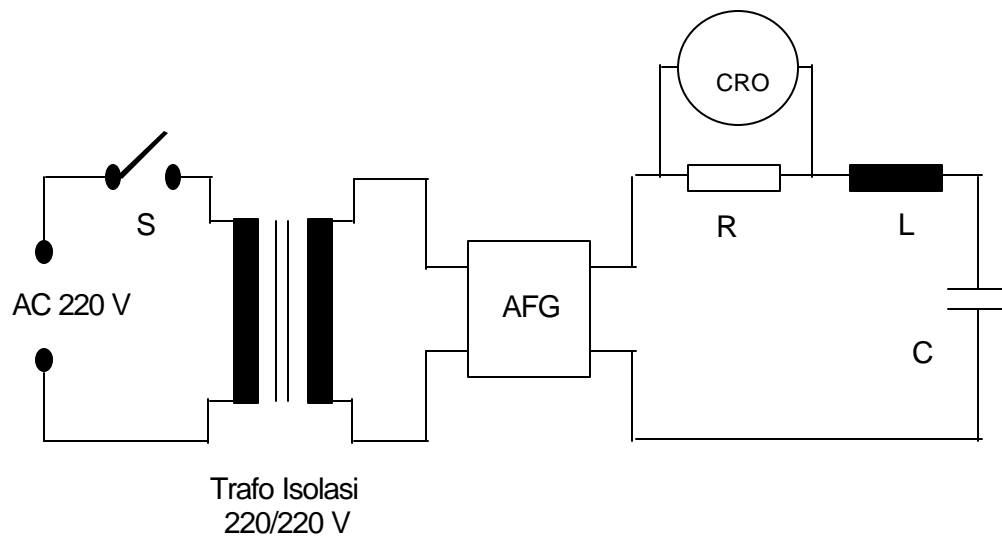 CRO
S
R
L
AC 220 V
AFG
C
Trafo Isolasi
220/220 V